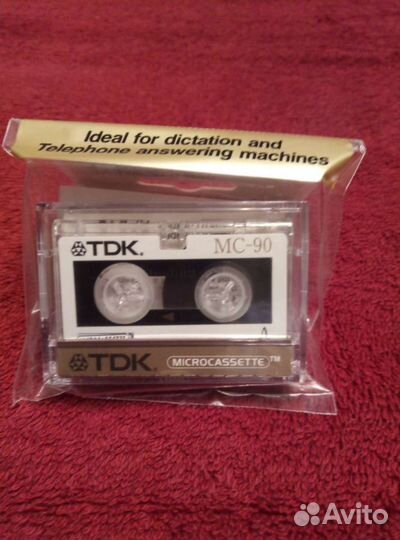 Ideal for dictation and
Telephone answering machines
TDK. MC-90
A
TDK. MICROCASSETTE™
Avito